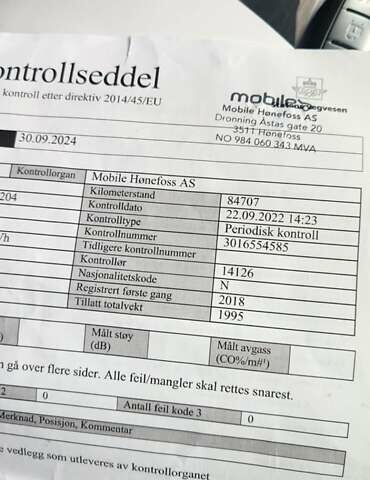 ontrollseddel
kontroll etter direktiv 2014/45/EU
mobile
vegvesen
Mobile Hønefoss AS
Dronning Åstas gate 20
3511 Hønefoss
NO 984 060 343 MVA
30.09.2024
Kontrollorgan Mobile Hønefoss AS
204 Kilometerstand 84707
Kontrolldato 22.09.2022 14:23
Kontrolltype Periodisk kontroll
/h Kontrollnummer 3016554585
Tidligere kontrollnummer
Kontrollør 14126
Nasjonalitetskode N
Registrert første gang 2018
Tillatt totalvekt 1995
) Målt støy (dB) Målt avgass (CO%/m#¹)
n gå over flere sider. Alle feil/mangler skal rettes snarest.
2 0 Antall feil kode 3 0
Merknad, Posisjon, Kommentar
e vedlegg som utleveres av kontrollorganet